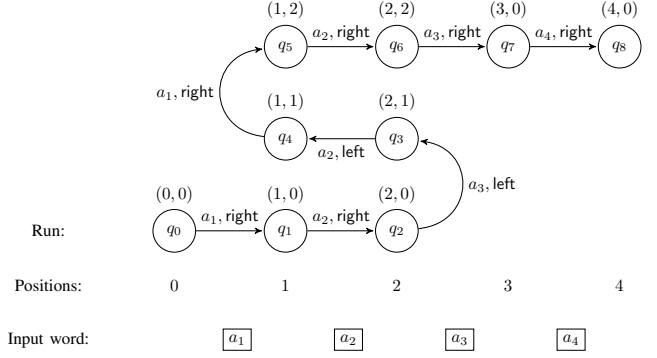 (1, 2) (2, 2) (3, 0) (4, 0)
q5 a2, right q6 a3, right q7 a4, right q8
a1, right
(1, 1) (2, 1)
q4 a2, left q3
a3, left
(0, 0) (1, 0) (2, 0)
Run: q0 a1, right q1 a2, right q2
Positions: 0 1 2 3 4
Input word: a1 a2 a3 a4